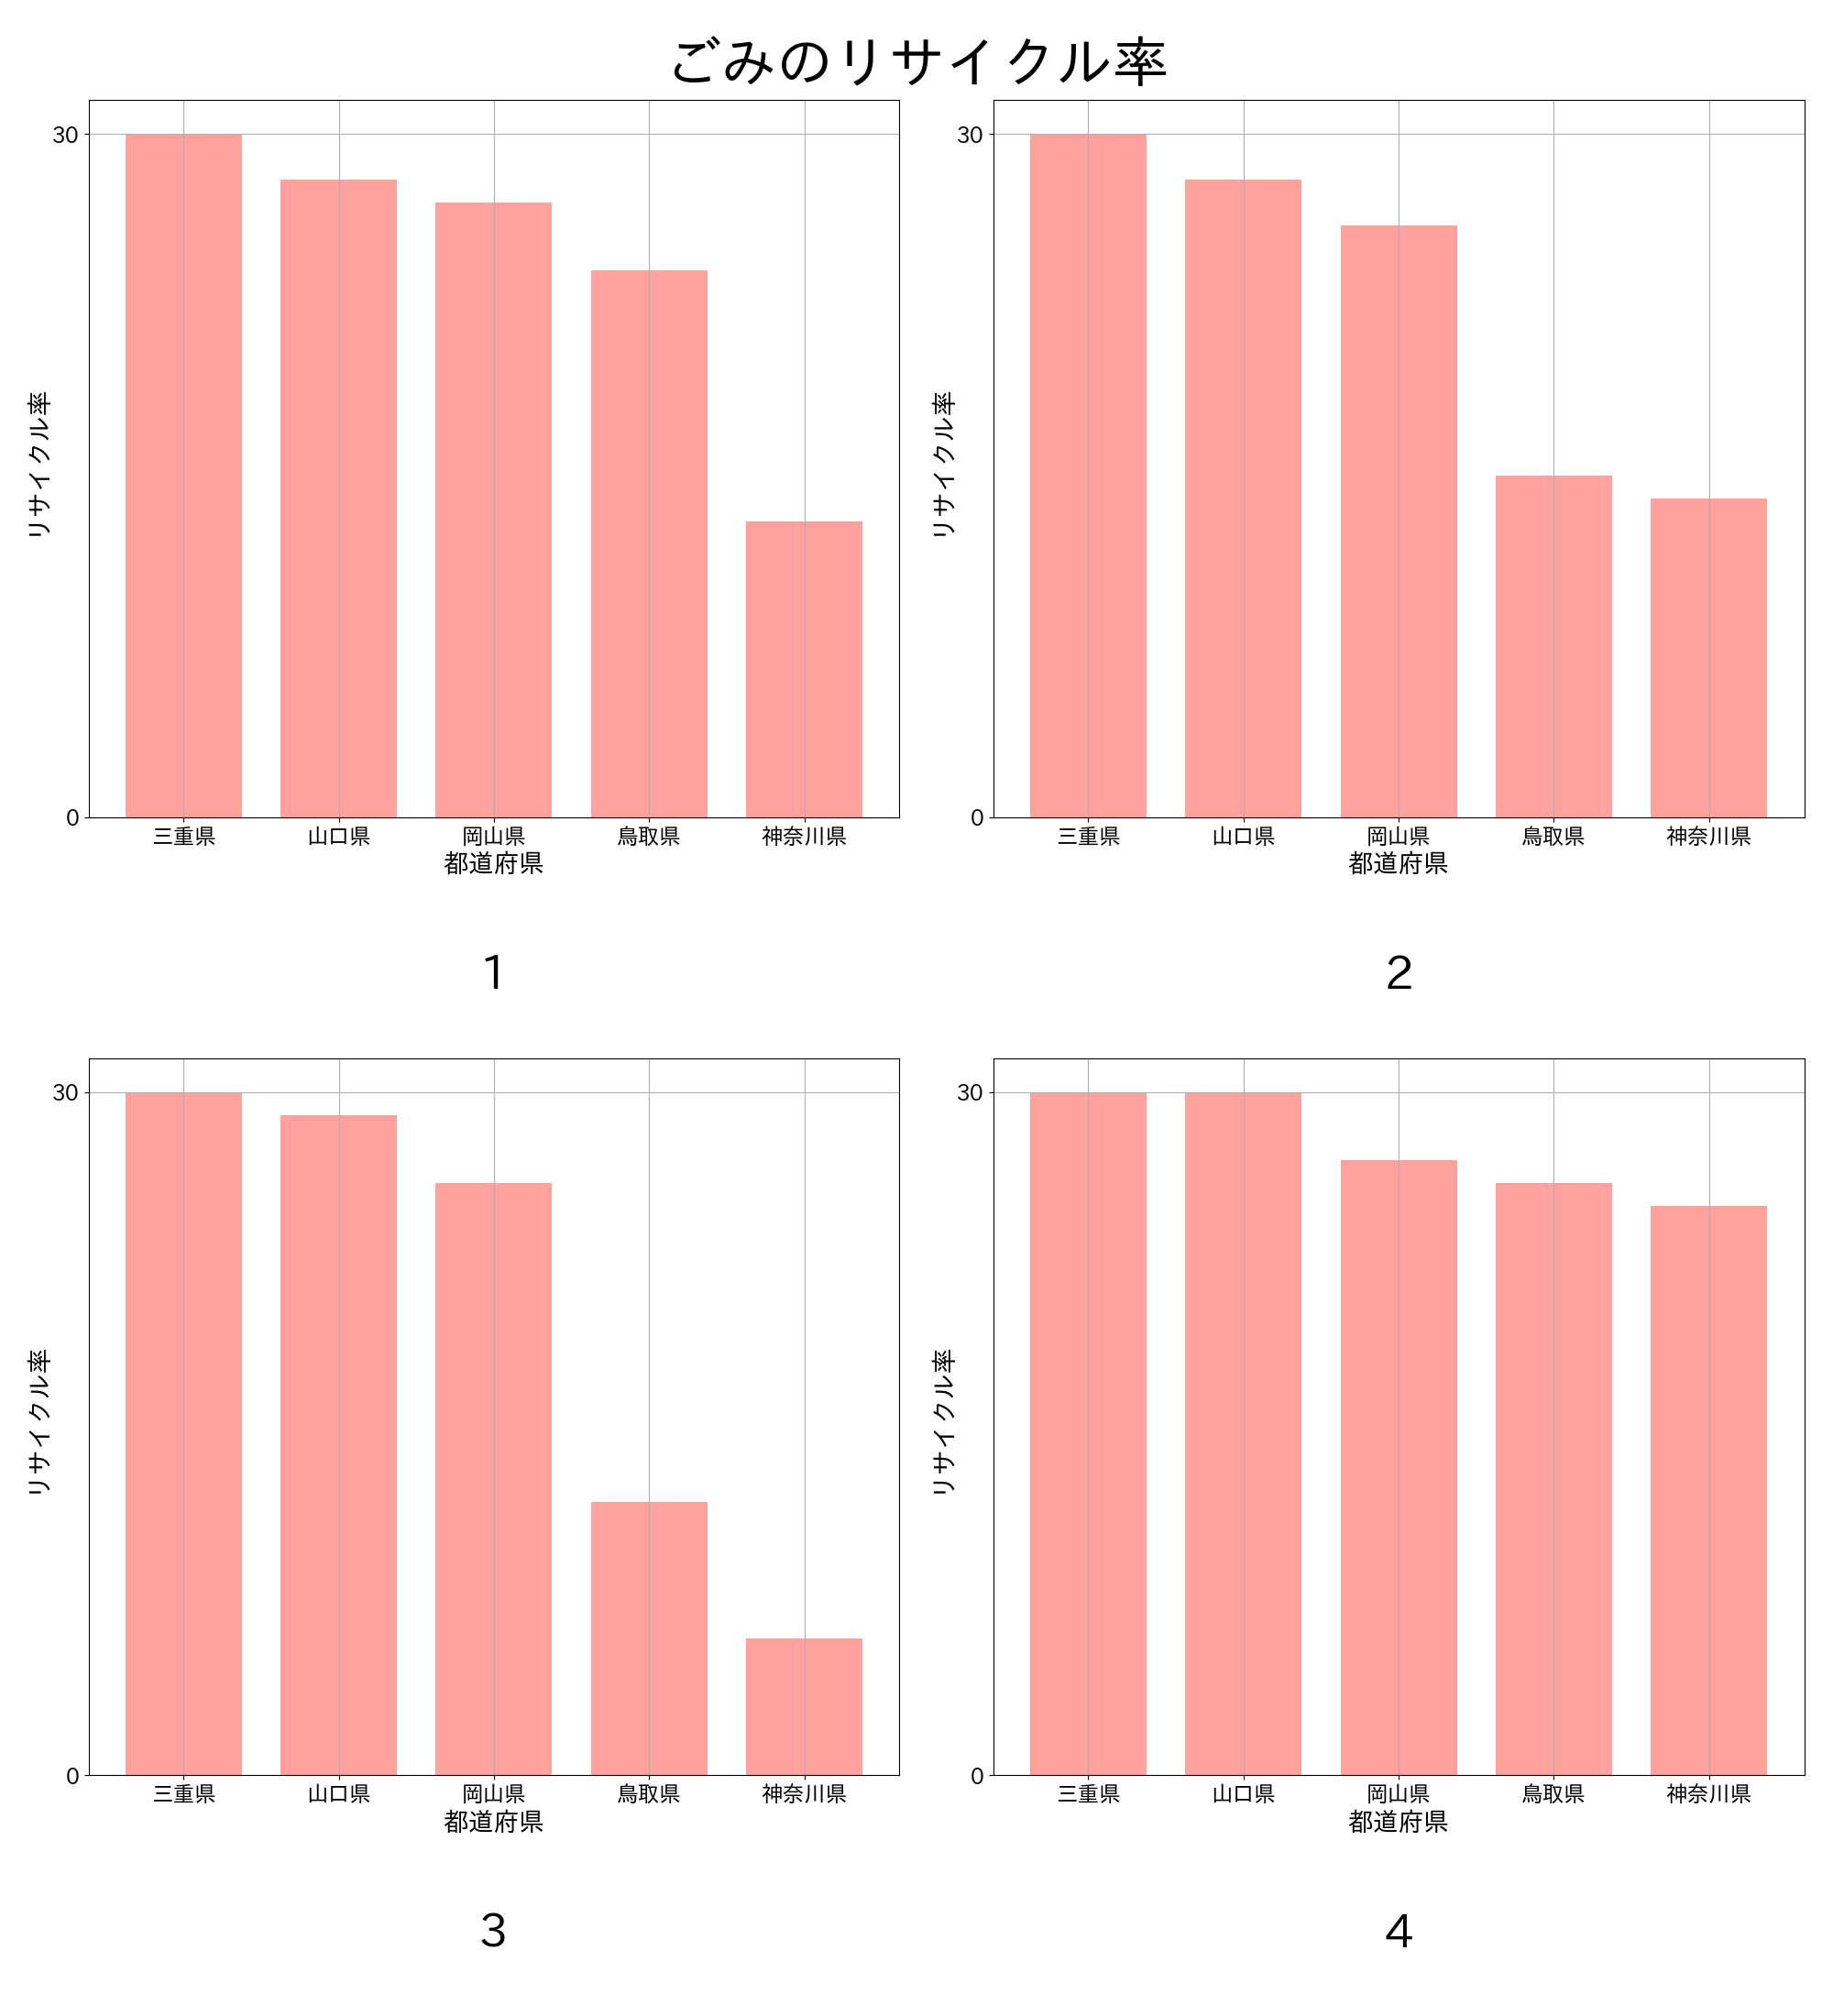 ごみのリサイクル率
30
0
リサイクル率
三重県 山口県 岡山県 鳥取県 神奈川県
都道府県
1
30
0
リサイクル率
三重県 山口県 岡山県 鳥取県 神奈川県
都道府県
2
30
0
リサイクル率
三重県 山口県 岡山県 鳥取県 神奈川県
都道府県
3
30
0
リサイクル率
三重県 山口県 岡山県 鳥取県 神奈川県
都道府県
4